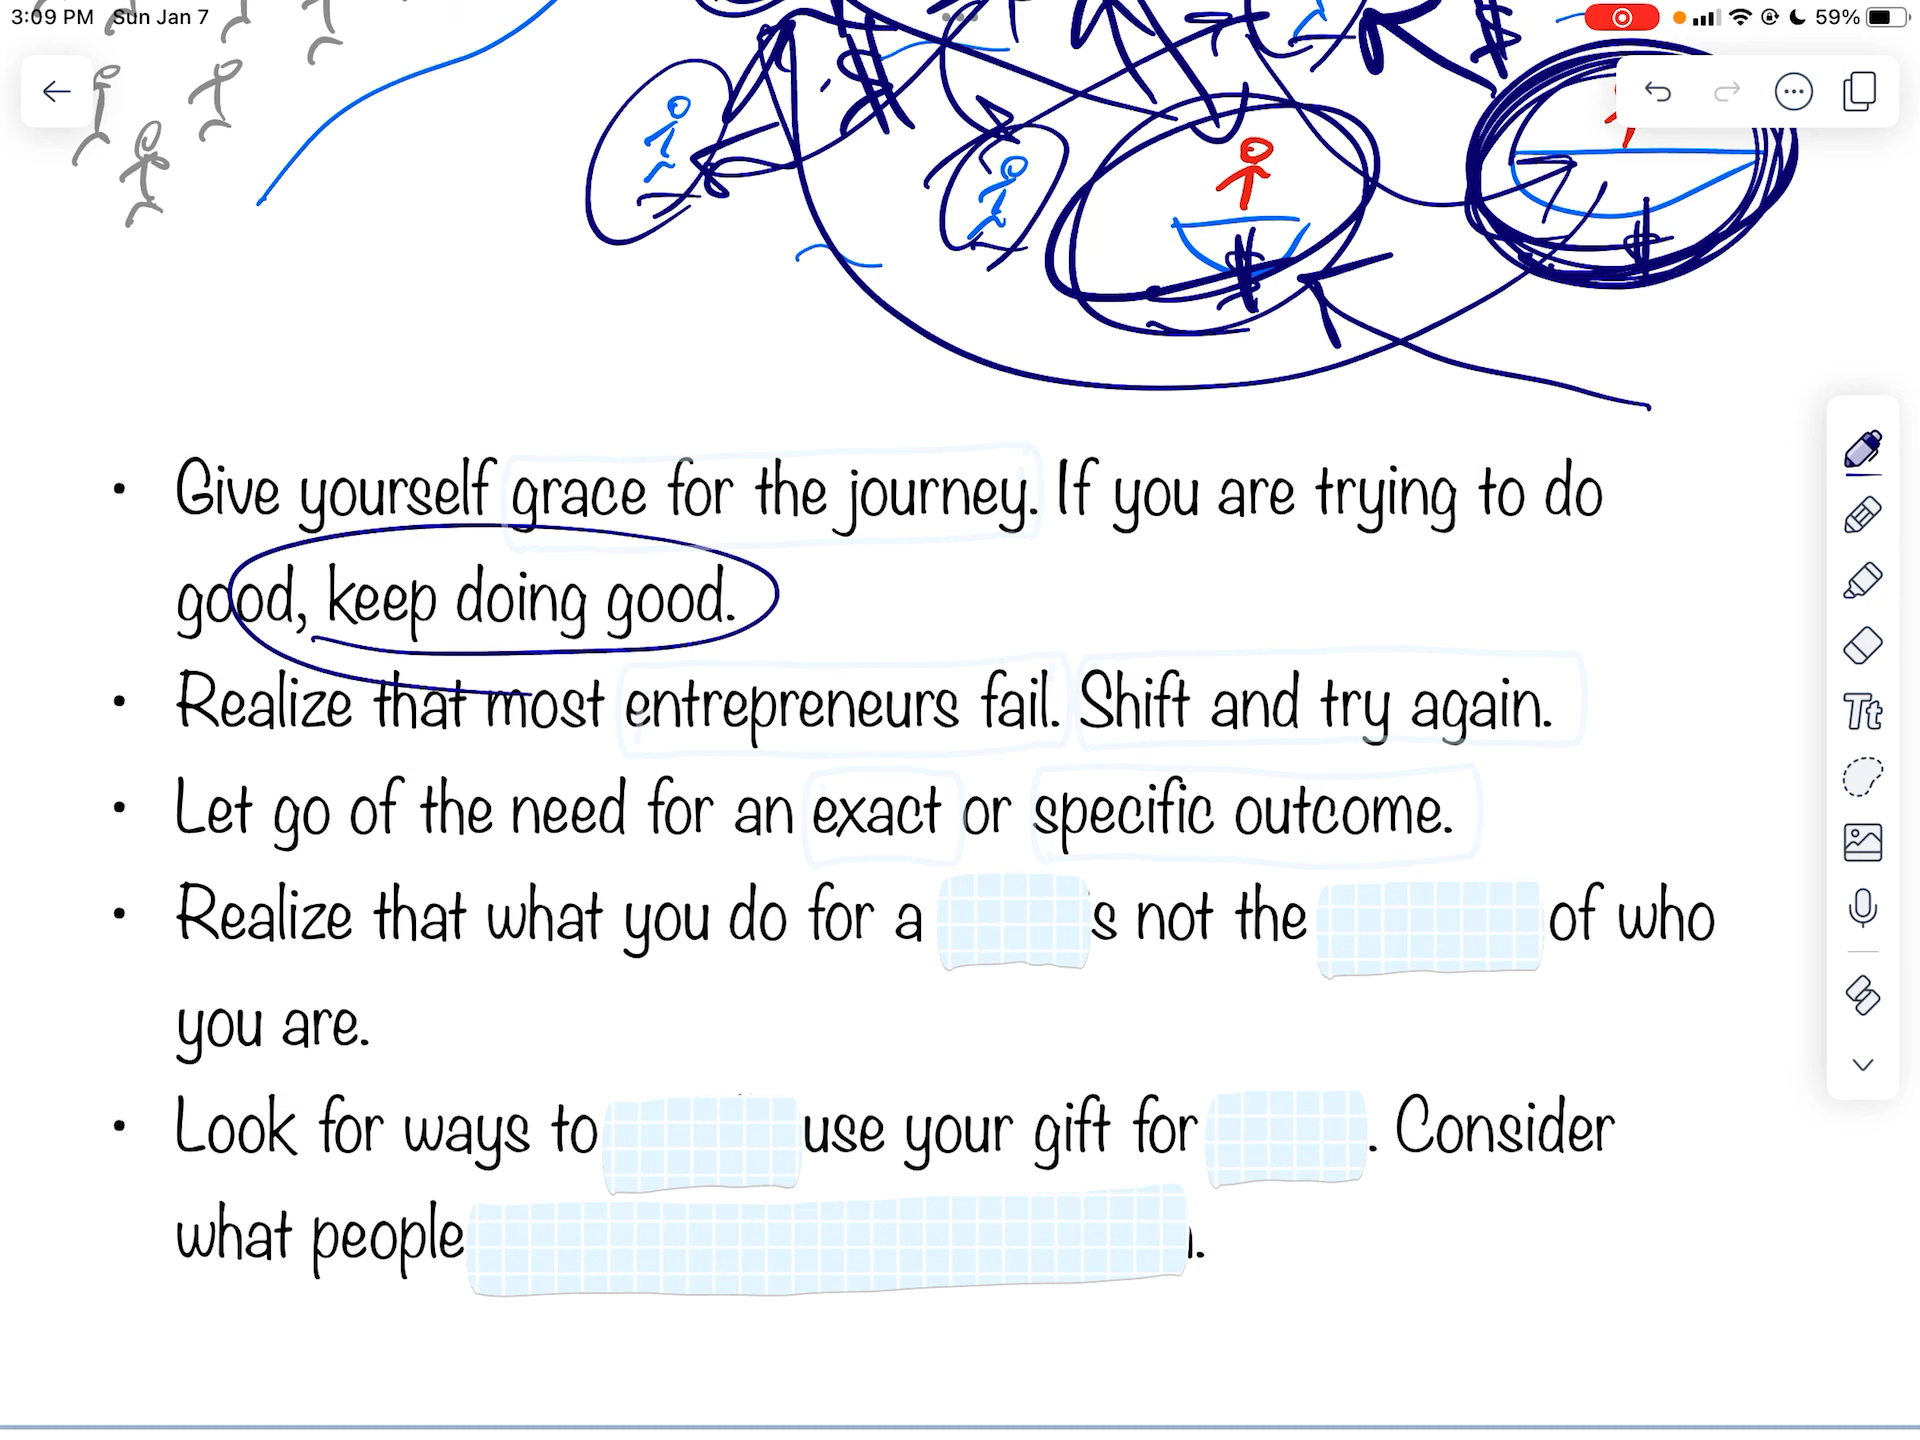 3:09 PM Sun Jan 7 59%
$ $
$ $
• Give yourself grace for the journey. If you are trying to do
good, keep doing good.
• Realize that most entrepreneurs fail. Shift and try again.
• Let go of the need for an exact or specific outcome.
• Realize that what you do for a s not the of who
you are.
• Look for ways to use your gift for . Consider
what people .
Tt